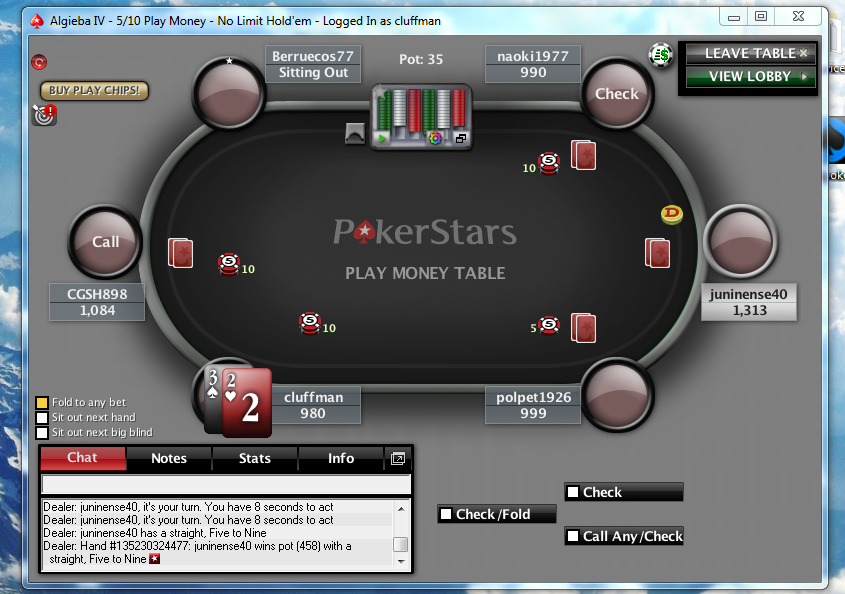 Algieba IV - 5/10 Play Money - No Limit Hold'em - Logged In as cluffman
Berruecos77
Sitting Out
Pot: 35
naoki1977
990
LEAVE TABLE
VIEW LOBBY
BUY PLAY CHIPS!
Check
10
D
Call
10
PokerStars
PLAY MONEY TABLE
CGSH898
1,084
juninense40
1,313
10
5
3
2
2
cluffman
980
polpet1926
999
Fold to any bet
Sit out next hand
Sit out next big blind
Chat Notes Stats Info
Dealer: juninense40, it's your turn. You have 8 seconds to act
Dealer: juninense40, it's your turn. You have 8 seconds to act
Dealer: juninense40 has a straight, Five to Nine
Dealer: Hand #135230324477: juninense40 wins pot (458) with a
straight, Five to Nine
Check/Fold
Check
Call Any/Check